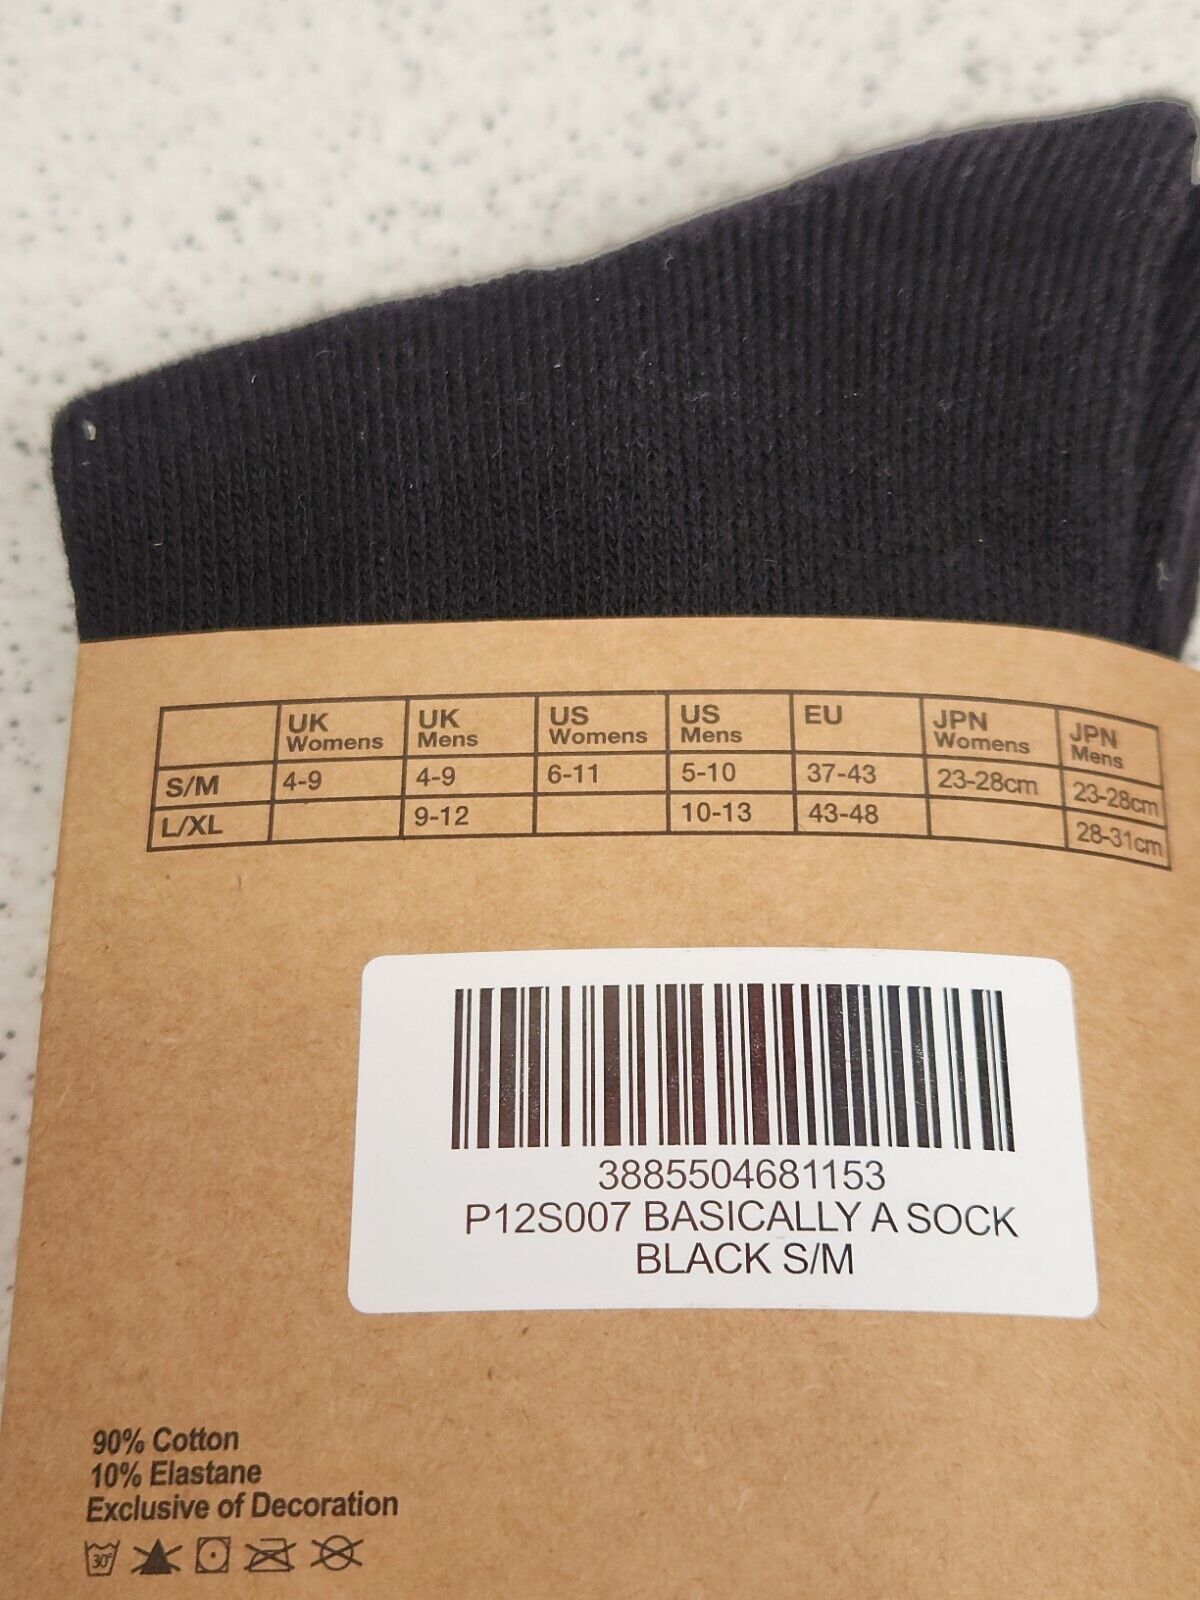 UK Womens UK Mens US Womens US Mens EU JPN Womens JPN Mens
S/M 4-9 4-9 6-11 5-10 37-43 23-28cm 23-28cm
L/XL 9-12 10-13 43-48 28-31cm
3885504681153
P12S007 BASICALLY A SOCK
BLACK S/M
90% Cotton
10% Elastane
Exclusive of Decoration
30°